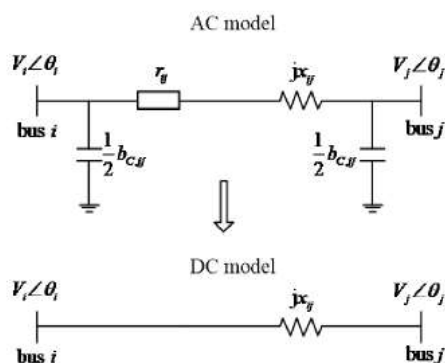 AC model
V_i∠θ_i r_ij jx_ij V_j∠θ_j
bus i bus j
1/2 b_C,ij 1/2 b_C,ij
DC model
V_i∠θ_i jx_ij V_j∠θ_j
bus i bus j